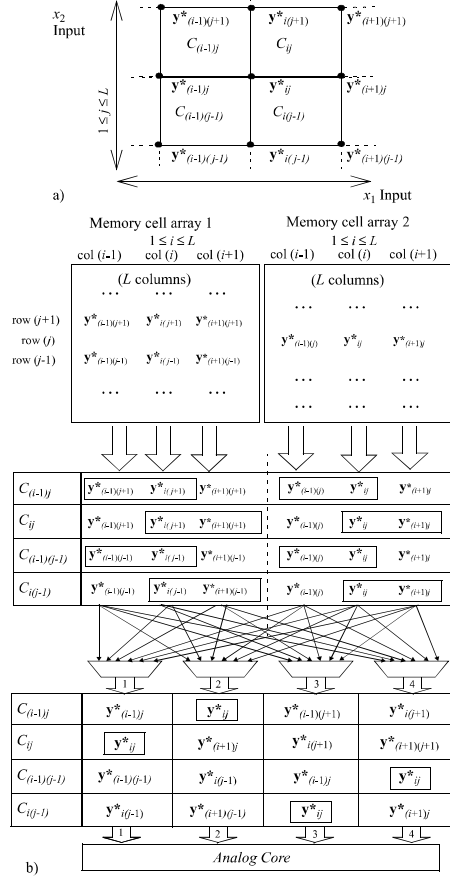 x2
Input
y*(i-1)(j+1) y*i(j+1) y*(i+1)(j+1)
C(i-1)j Cij
1 ≤ j ≤ L
y*(i-1)j y*ij y*(i+1)j
C(i-1)(j-1) Ci(j-1)
y*(i-1)(j-1) y*i(j-1) y*(i+1)(j-1)
a)
x1 Input
Memory cell array 1 Memory cell array 2
1 ≤ i ≤ L 1 ≤ i ≤ L
col (i-1) col (i) col (i+1) col (i-1) col (i) col (i+1)
(L columns) (L columns)
... ... ... ... ... ...
row (j+1) y*(i-1)(j+1) y*i(j+1) y*(i+1)(j+1)
row (j) y*(i-1)(j) y*ij y*(i+1)j
row (j-1) y*(i-1)(j-1) y*i(j-1) y*(i+1)(j-1)
... ... ... ... ... ...
... ... ...
C(i-1)j y*(i-1)(j+1) y*i(j+1) y*(i+1)(j+1) y*(i-1)(j) y*ij y*(i+1)j
Cij y*(i-1)(j+1) y*i(j+1) y*(i+1)(j+1) y*(i-1)(j) y*ij y*(i+1)j
C(i-1)(j-1) y*(i-1)(j-1) y*i(j-1) y*(i+1)(j-1) y*(i-1)(j) y*ij y*(i+1)j
Ci(j-1) y*(i-1)(j-1) y*i(j-1) y*(i+1)(j-1) y*(i-1)(j) y*ij y*(i+1)j
1 2 3 4
C(i-1)j y*(i-1)j y*ij y*(i-1)(j+1) y*i(j+1)
Cij y*ij y*(i+1)j y*i(j+1) y*(i+1)(j+1)
C(i-1)(j-1) y*(i-1)(j-1) y*i(j-1) y*(i-1)j y*ij
Ci(j-1) y*i(j-1) y*(i+1)(j-1) y*ij y*(i+1)j
1 2 3 4
Analog Core
b)